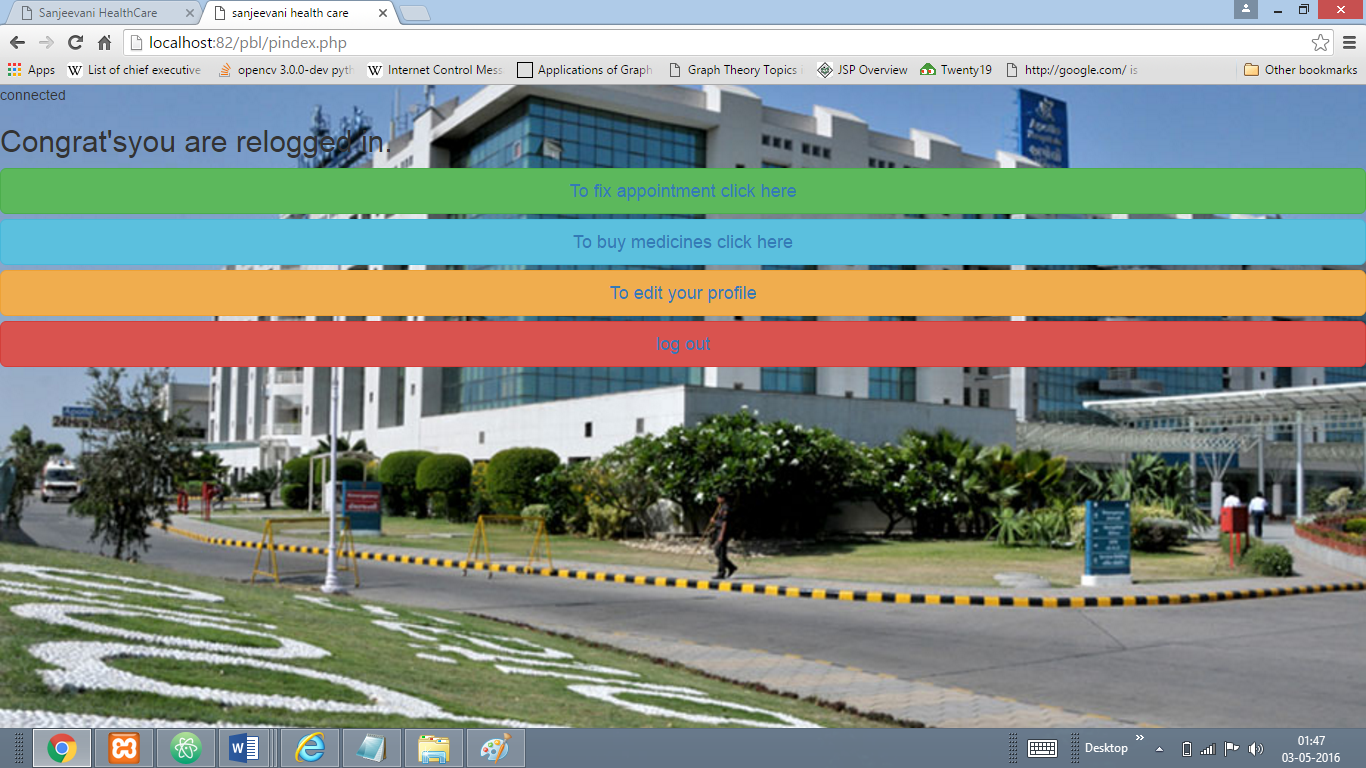 Sanjeevani HealthCare
sanjeevani health care
localhost:82/pbl/pindex.php
Apps
List of chief executive
opencv 3.0.0-dev pyth
Internet Control Mess
Applications of Graph
Graph Theory Topics i
JSP Overview
Twenty19
http://google.com/ is
Other bookmarks
connected
Congrat'syou are relogged in.
To fix appointment click here
To buy medicines click here
To edit your profile
log out
Desktop
01:47
03-05-2016